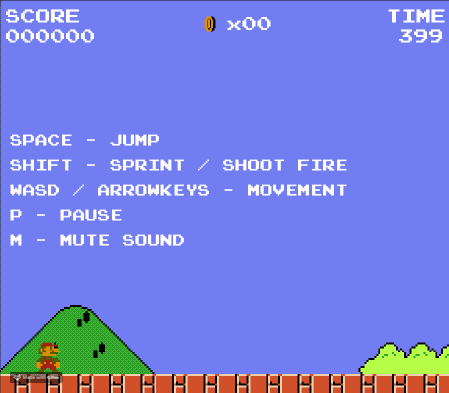 SCORE
000000
x00
TIME
399
SPACE - JUMP
SHIFT - SPRINT / SHOOT FIRE
WASD / ARROWKEYS - MOVEMENT
P - PAUSE
M - MUTE SOUND